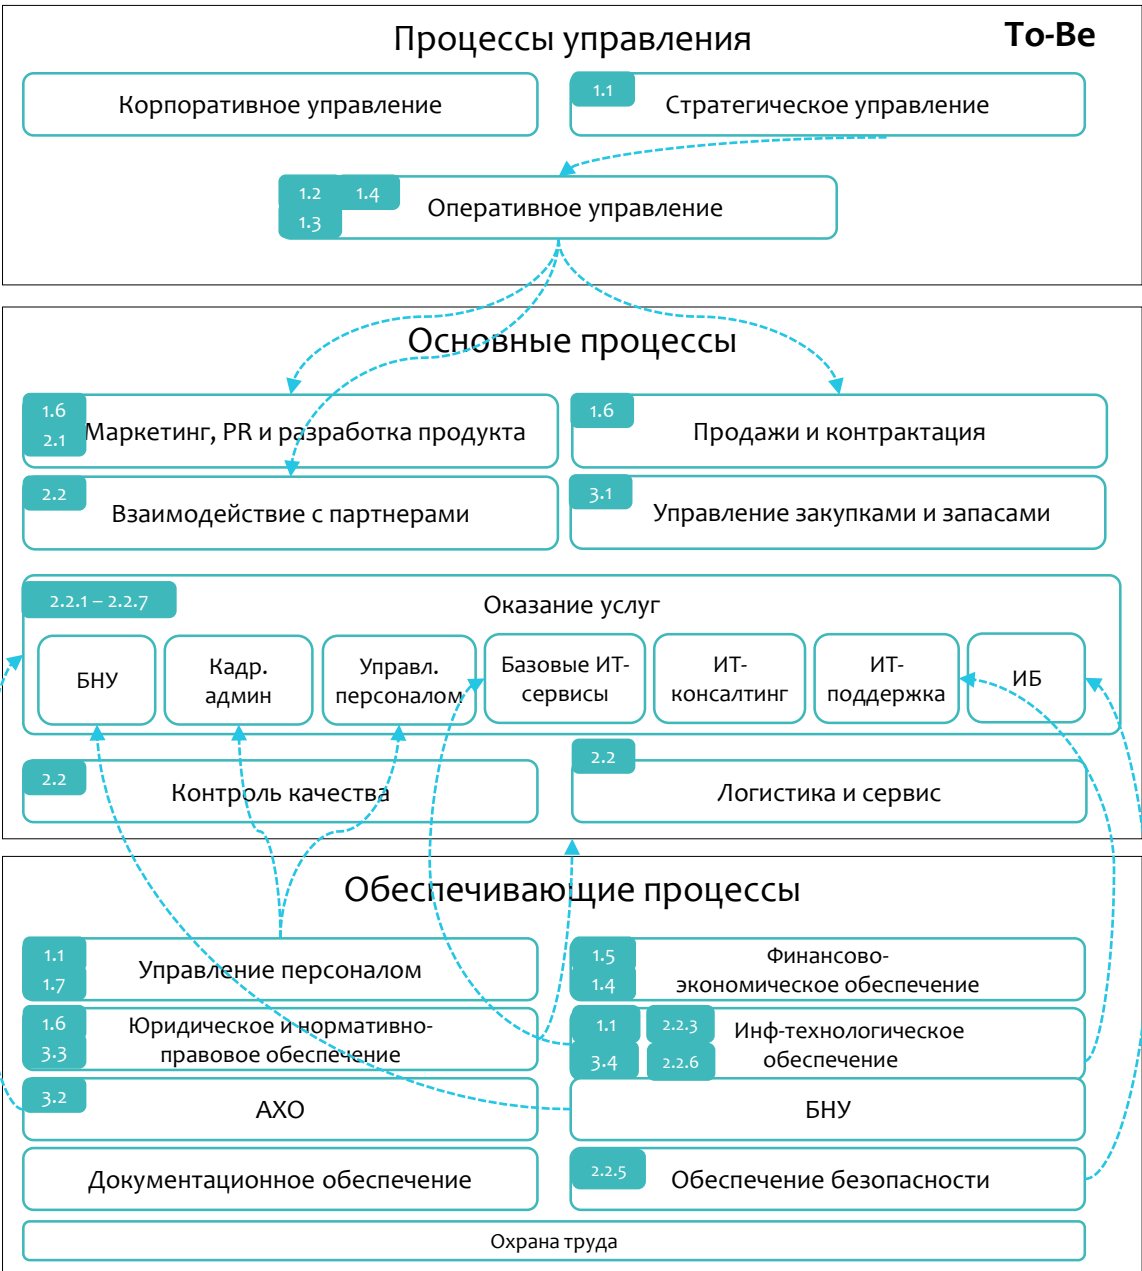 Процессы управления
To-Be
Корпоративное управление
1.1
Стратегическое управление
1.2
1.4
1.3
Оперативное управление
Основные процессы
1.6
2.1
Маркетинг, PR и разработка продукта
1.6
Продажи и контрактация
2.2
Взаимодействие с партнерами
3.1
Управление закупками и запасами
2.2.1 – 2.2.7
Оказание услуг
БНУ
Кадр.
админ
Управл.
персоналом
Базовые ИТ-
сервисы
ИТ-
консалтинг
ИТ-
поддержка
ИБ
2.2
Контроль качества
2.2
Логистика и сервис
Обеспечивающие процессы
1.1
1.7
Управление персоналом
1.5
1.4
Финансово-
экономическое обеспечение
1.6
3.3
Юридическое и нормативно-
правовое обеспечение
1.1
2.2.3
3.4
2.2.6
Инф-технологическое
обеспечение
3.2
АХО
БНУ
Документационное обеспечение
2.2.5
Обеспечение безопасности
Охрана труда